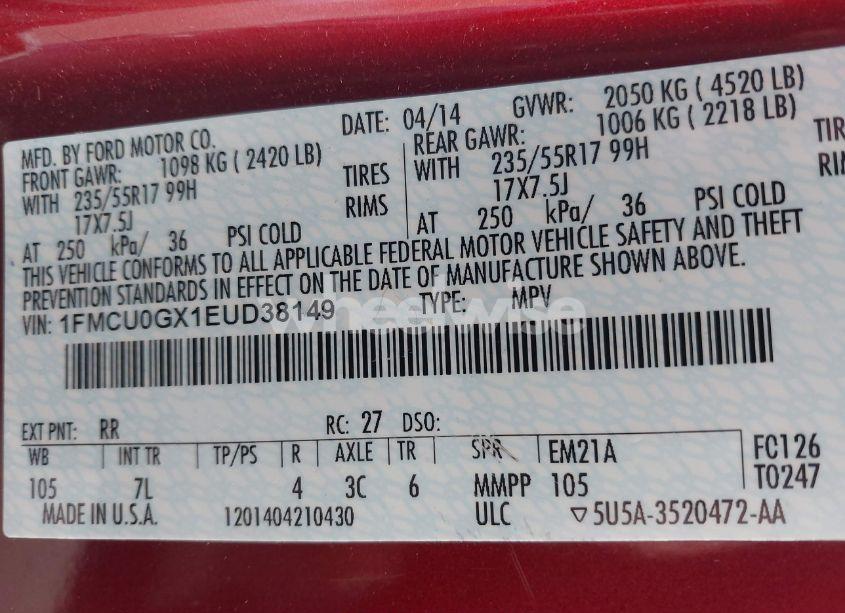 MFD. BY FORD MOTOR CO.
DATE: 04/14 GVWR: 2050 KG ( 4520 LB)
FRONT GAWR: 1098 KG ( 2420 LB) REAR GAWR: 1006 KG ( 2218 LB)
WITH 235/55R17 99H TIRES WITH 235/55R17 99H TIR
17X7.5J RIMS 17X7.5J RI
AT 250 kPa/ 36 PSI COLD AT 250 kPa/ 36 PSI COLD
THIS VEHICLE CONFORMS TO ALL APPLICABLE FEDERAL MOTOR VEHICLE SAFETY AND THEFT
PREVENTION STANDARDS IN EFFECT ON THE DATE OF MANUFACTURE SHOWN ABOVE.
VIN: 1FMCU0GX1EUD38149 TYPE: MPV
wheelwise
EXT PNT: RR RC: 27 DSO:
WB INT TR TP/PS R AXLE TR SPR EM21A FC126
105 7L 4 3C 6 MMPP 105 T0247
MADE IN U.S.A. 1201404210430 ULC ▽5U5A-3520472-AA